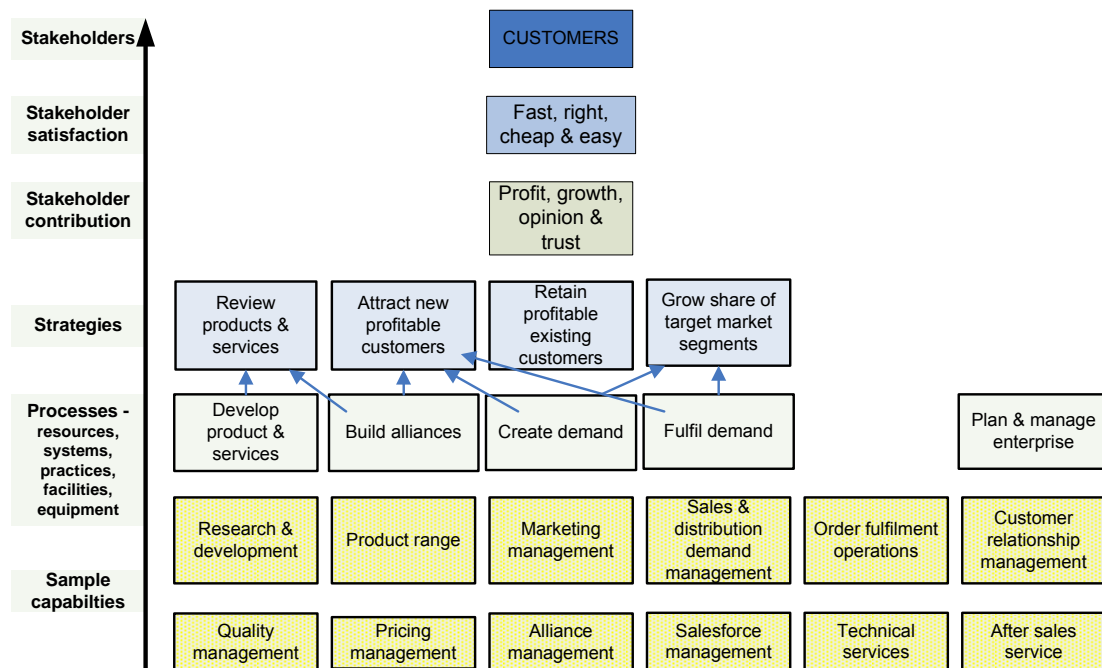 Stakeholders
CUSTOMERS
Stakeholder
satisfaction
Fast, right,
cheap & easy
Stakeholder
contribution
Profit, growth,
opinion &
trust
Strategies
Review
products &
services
Attract new
profitable
customers
Retain
profitable
existing
customers
Grow share of
target market
segments
Processes -
resources,
systems,
practices,
facilities,
equipment
Develop
product &
services
Build alliances
Create demand
Fulfil demand
Plan & manage
enterprise
Sample
capabilties
Research &
development
Product range
Marketing
management
Sales &
distribution
demand
management
Order fulfilment
operations
Customer
relationship
management
Quality
management
Pricing
management
Alliance
management
Salesforce
management
Technical
services
After sales
service